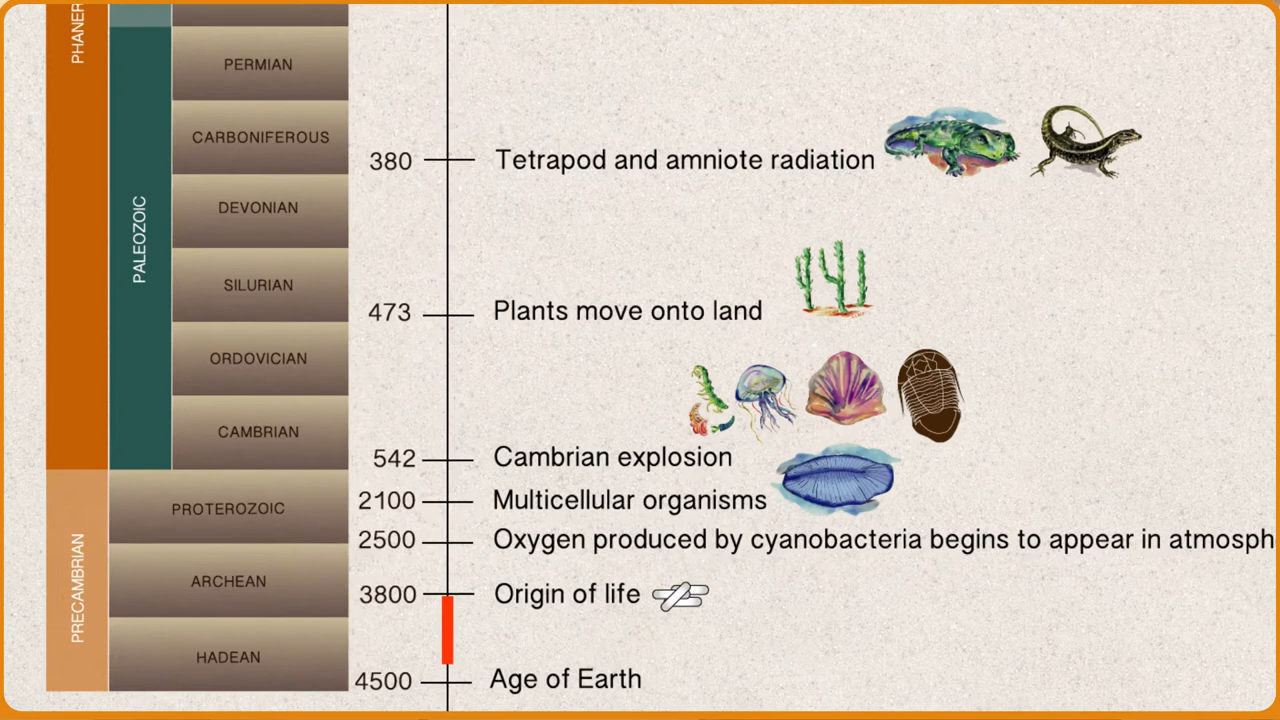 PHANER
PALEOZOIC
PRECAMBRIAN
PERMIAN
CARBONIFEROUS
380 Tetrapod and amniote radiation
DEVONIAN
SILURIAN
473 Plants move onto land
ORDOVICIAN
CAMBRIAN
542 Cambrian explosion
2100 Multicellular organisms
PROTEROZOIC
2500 Oxygen produced by cyanobacteria begins to appear in atmosph
ARCHEAN
3800 Origin of life
HADEAN
4500 Age of Earth